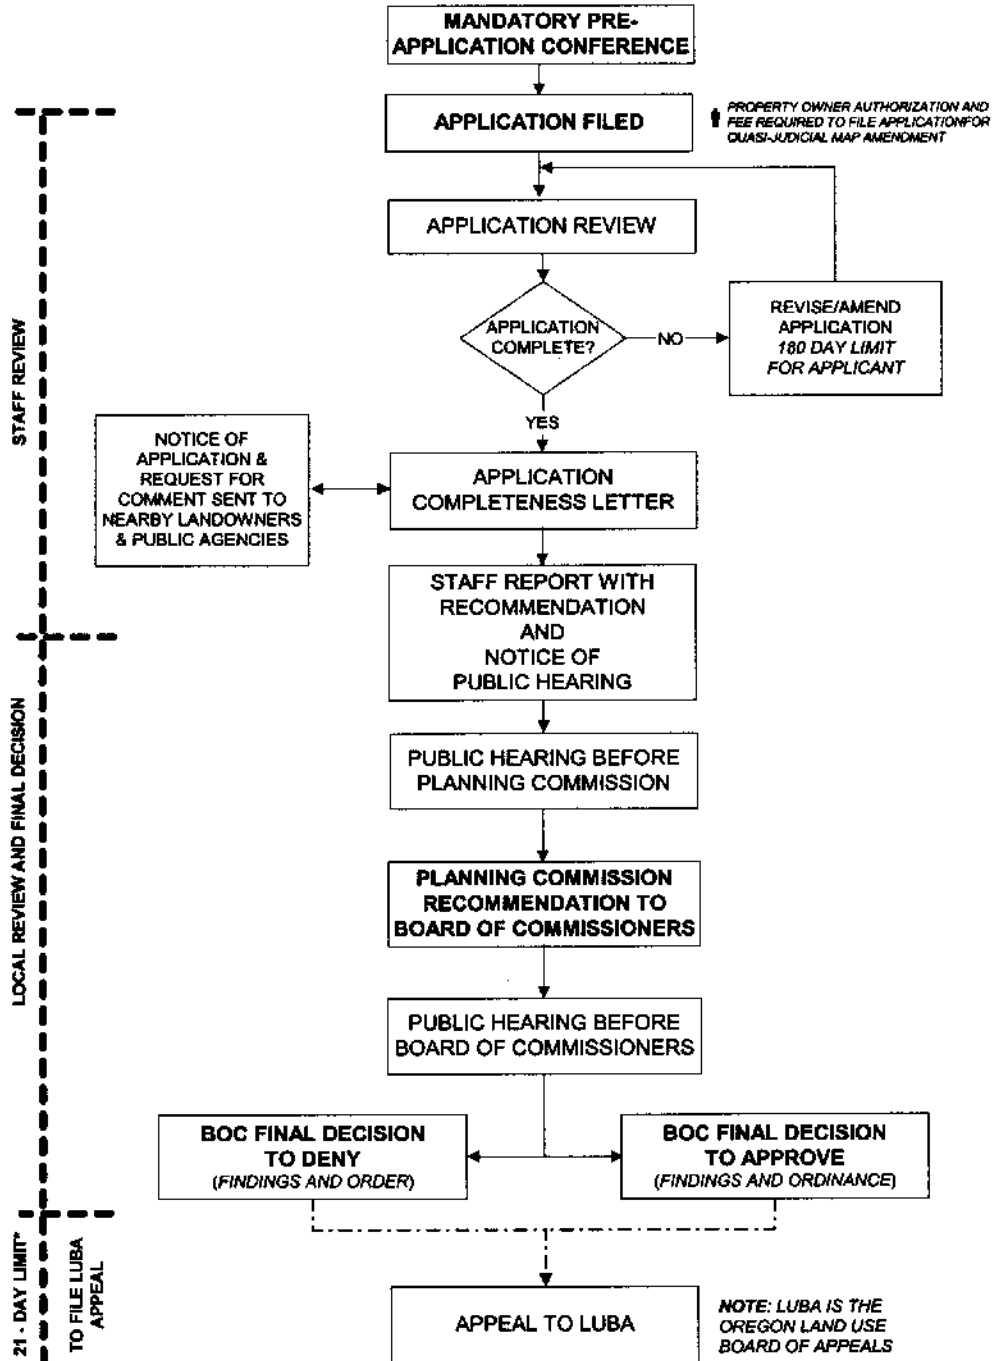 MANDATORY PRE-
APPLICATION CONFERENCE
APPLICATION FILED
PROPERTY OWNER AUTHORIZATION AND
FEE REQUIRED TO FILE APPLICATIONFOR
QUASI-JUDICIAL MAP AMENDMENT
APPLICATION REVIEW
APPLICATION
COMPLETE?
NO
REVISE/AMEND
APPLICATION
180 DAY LIMIT
FOR APPLICANT
YES
STAFF REVIEW
NOTICE OF
APPLICATION &
REQUEST FOR
COMMENT SENT TO
NEARBY LANDOWNERS
& PUBLIC AGENCIES
APPLICATION
COMPLETENESS LETTER
STAFF REPORT WITH
RECOMMENDATION
AND
NOTICE OF
PUBLIC HEARING
LOCAL REVIEW AND FINAL DECISION
PUBLIC HEARING BEFORE
PLANNING COMMISSION
PLANNING COMMISSION
RECOMMENDATION TO
BOARD OF COMMISSIONERS
PUBLIC HEARING BEFORE
BOARD OF COMMISSIONERS
BOC FINAL DECISION
TO DENY
(FINDINGS AND ORDER)
BOC FINAL DECISION
TO APPROVE
(FINDINGS AND ORDINANCE)
21 - DAY LIMIT*
TO FILE LUBA
APPEAL
APPEAL TO LUBA
NOTE: LUBA IS THE
OREGON LAND USE
BOARD OF APPEALS